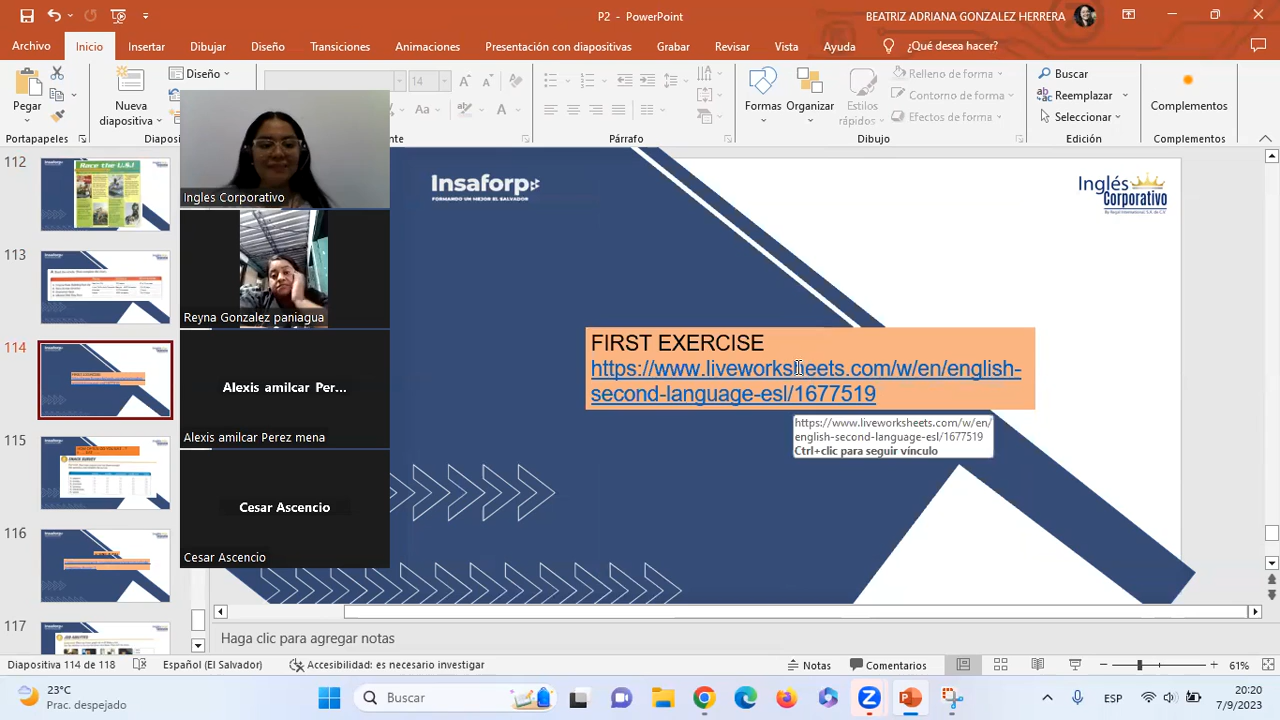 P2 - PowerPoint
BEATRIZ ADRIANA GONZALEZ HERRERA
Archivo Inicio Insertar Dibujar Diseño Transiciones Animaciones Presentación con diapositivas Grabar Revisar Vista Ayuda ¿Qué desea hacer?
Pegar
Nueva
diapositiva
Diseño
14
Aa
A
Formas
Organizar
Estilos
rápidos
Relleno de forma
Contorno de forma
Efectos de forma
Buscar
Reemplazar
Seleccionar
Complementos
Portapapeles
Párrafo
Dibujo
Edición
Complementos
112
113
114
115
116
117
Inglés Corporativo
Reyna Gonzalez paniagua
Alexis amilcar Per...
Alexis amilcar Perez mena
Cesar Ascencio
Cesar Ascencio
Insaforp
FORMANDO UN MEJOR EL SALVADOR
Inglés
Corporativo
FIRST EXERCISE
https://www.liveworksheets.com/w/en/english-
second-language-esl/1677519
https://www.liveworksheets.com/w/en/
english-second-language-esl/1677519
Ctrl-clic para seguir vínculo
Haga clic para agregar notas
Diapositiva 114 de 118
Español (El Salvador)
Accesibilidad: es necesario investigar
Notas
Comentarios
61%
23°C
Prac. despejado
Buscar
ESP
20:20
7/9/2023